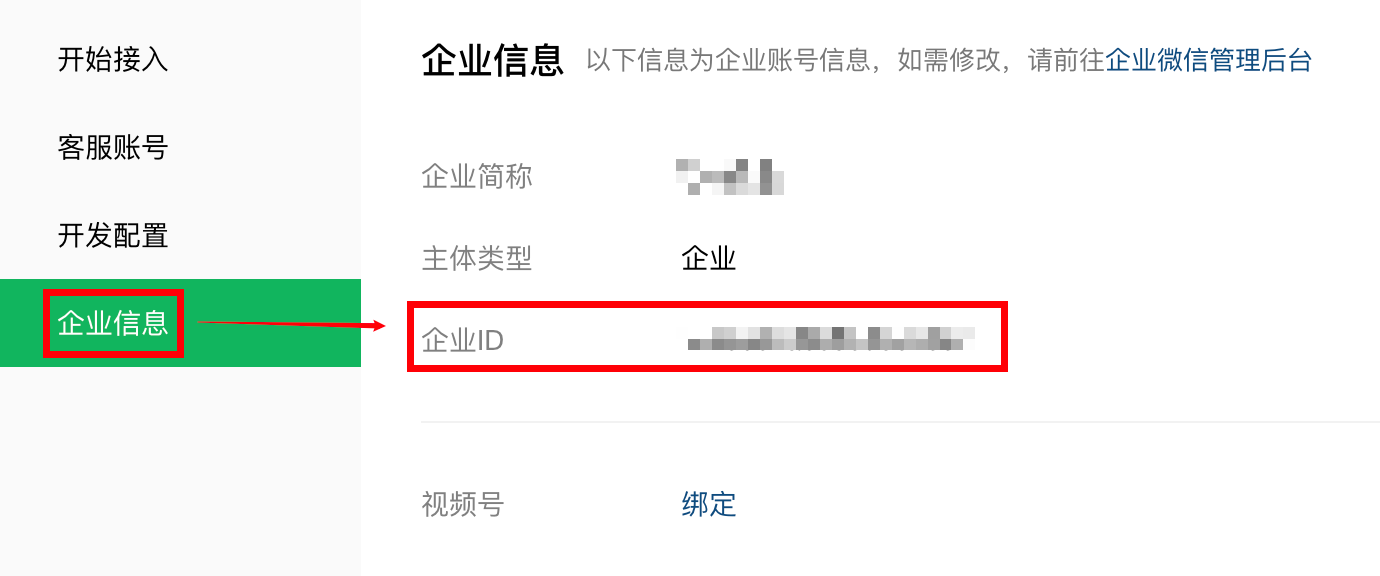 开始接入
客服账号
开发配置
企业信息
企业信息 以下信息为企业账号信息，如需修改，请前往企业微信管理后台
企业简称
主体类型 企业
企业ID
视频号 绑定